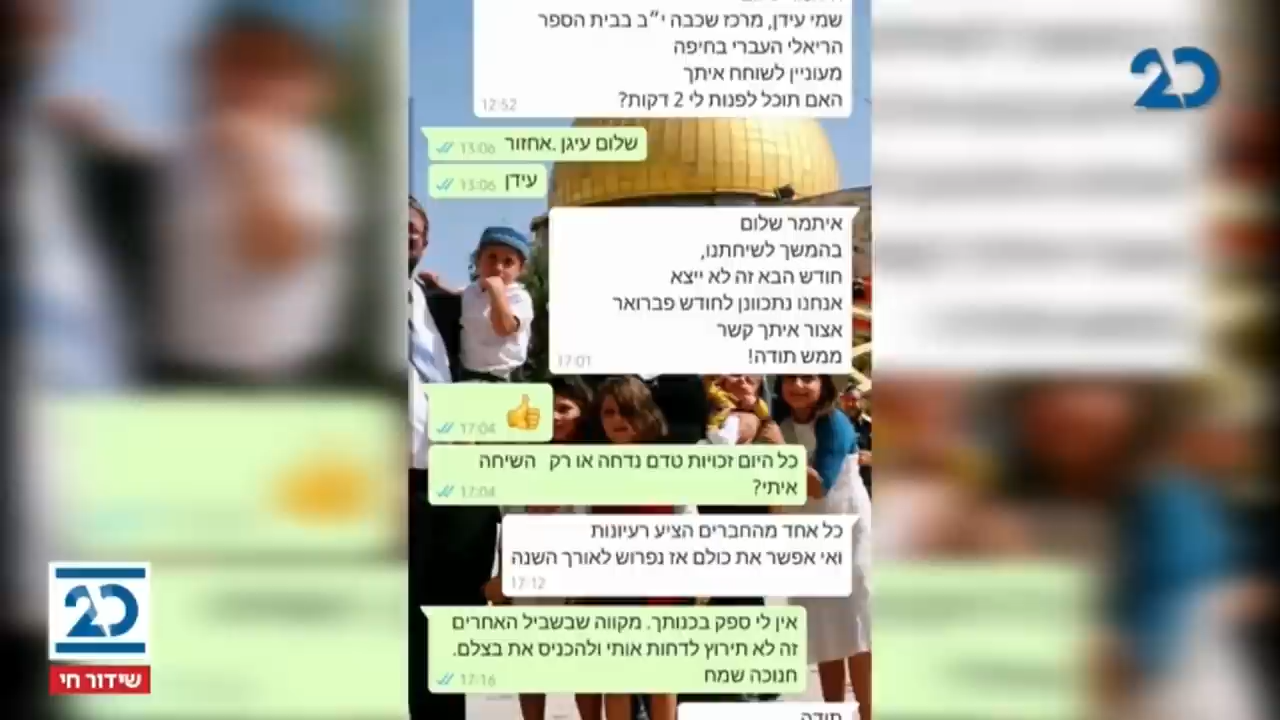 שמי עידן, מרכז שכבה י״ב בבית הספר
הריאלי העברי בחיפה
מעוניין לשוחח איתך
האם תוכל לפנות לי 2 דקות?
12:52
שלום עיגן .אחזור
13:06
עידן
13:06
איתמר שלום
בהמשך לשיחתנו,
חודש הבא זה לא ייצא
אנחנו נתכוונן לחודש פברואר
אצור איתך קשר
ממש תודה!
17:01
17:04
כל היום זכויות טדם נדחה או רק השיחה
איתי?
17:04
כל אחד מהחברים הציע רעיונות
ואי אפשר את כולם אז נפרוש לאורך השנה
17:12
אין לי ספק בכנותך. מקווה שבשביל האחרים
זה לא תירוץ לדחות אותי ולהכניס את בצלם.
חנוכה שמח
17:16
תודה
20
20
שידור חי